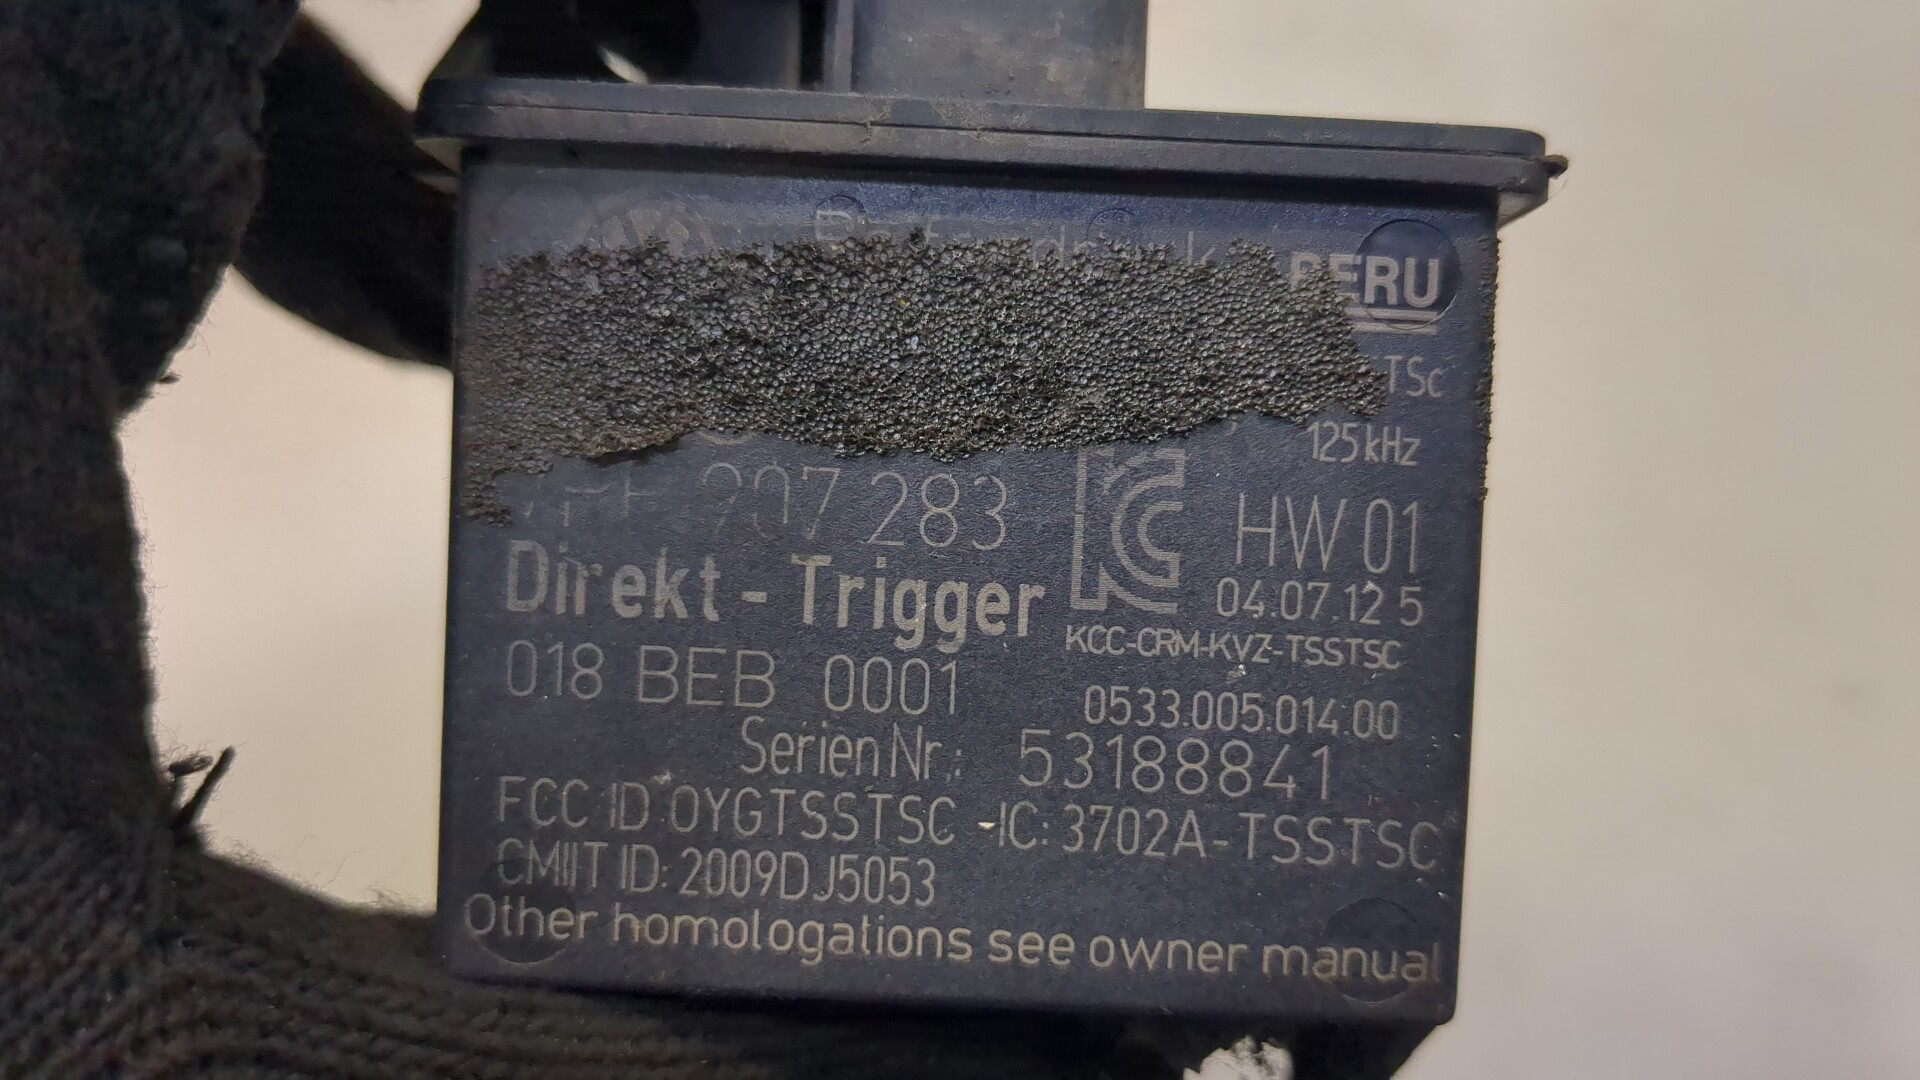 BERU
TSc
125 kHz
907 283
HW 01
Direkt - Trigger
04.07.12 5
KCC-CRM-KVZ-TSSTSC
018 BEB 0001
0533.005.014.00
Serien Nr.: 53188841
FCC ID OYGTSSTSC -IC: 3702A-TSSTSC
CMIIT ID: 2009DJ5053
Other homologations see owner manual